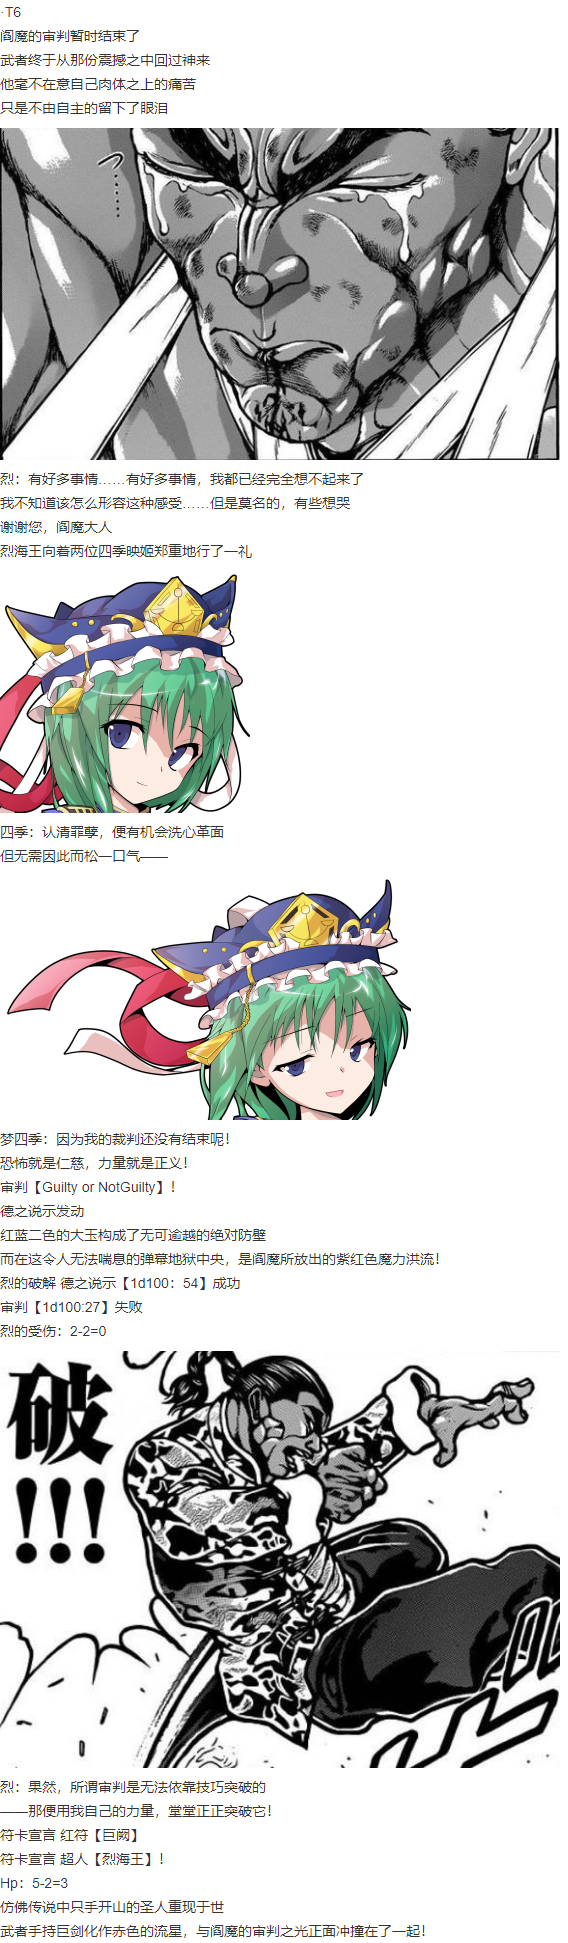 ·T6
阎魔的审判暂时结束了
武者终于从那份震撼之中回过神来
他毫不在意自己肉体之上的痛苦
只是不由自主的留下了眼泪
烈：有好多事情……有好多事情，我都已经完全想不起来了
我不知道该怎么形容这种感受……但是莫名的，有些想哭
谢谢您，阎魔大人
烈海王向着两位四季映姬郑重地行了一礼
四季：认清罪孽，便有机会洗心革面
但无需因此而松一口气——
梦四季：因为我的裁判还没有结束呢！
恐怖就是仁慈，力量就是正义！
审判【Guilty or NotGuilty】！
德之说示发动
红蓝二色的大玉构成了无可逾越的绝对防壁
而在这令人无法喘息的弹幕地狱中央，是阎魔所放出的紫红色魔力洪流！
烈的破解 德之说示【1d100：54】成功
审判【1d100:27】失败
烈的受伤：2-2=0
破
!!!
烈：果然，所谓审判是无法依靠技巧突破的
——那便用我自己的力量，堂堂正正突破它！
符卡宣言 红符【巨阙】
符卡宣言 超人【烈海王】！
Hp：5-2=3
仿佛传说中只手开山的圣人重现于世
武者手持巨剑化作赤色的流星，与阎魔的审判之光正面冲撞在了一起！